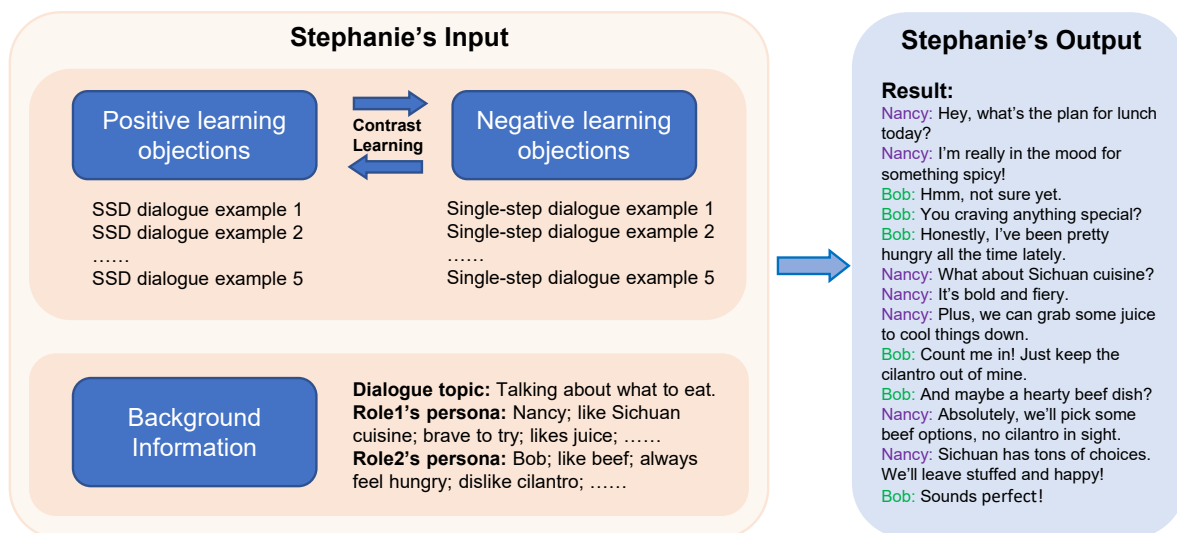 Stephanie's Input
Positive learning
objections
Contrast
Learning
Negative learning
objections
SSD dialogue example 1
SSD dialogue example 2
……
SSD dialogue example 5
Single-step dialogue example 1
Single-step dialogue example 2
……
Single-step dialogue example 5
Background
Information
Dialogue topic: Talking about what to eat.
Role1's persona: Nancy; like Sichuan
cuisine; brave to try; likes juice; ……
Role2's persona: Bob; like beef; always
feel hungry; dislike cilantro; ……
Stephanie's Output
Result:
Nancy: Hey, what's the plan for lunch
today?
Nancy: I'm really in the mood for
something spicy!
Bob: Hmm, not sure yet.
Bob: You craving anything special?
Bob: Honestly, I've been pretty
hungry all the time lately.
Nancy: What about Sichuan cuisine?
Nancy: It's bold and fiery.
Nancy: Plus, we can grab some juice
to cool things down.
Bob: Count me in! Just keep the
cilantro out of mine.
Bob: And maybe a hearty beef dish?
Nancy: Absolutely, we'll pick some
beef options, no cilantro in sight.
Nancy: Sichuan has tons of choices.
We'll leave stuffed and happy!
Bob: Sounds perfect!